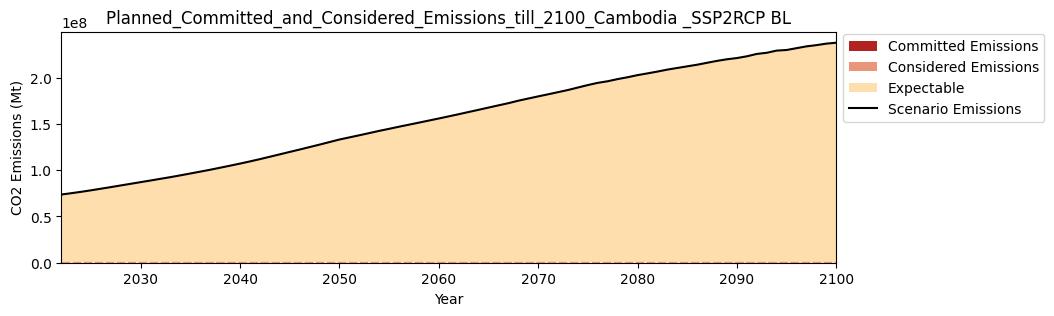 Planned_Committed_and_Considered_Emissions_till_2100_Cambodia _SSP2RCP BL
1e8
2.0
1.5
1.0
0.5
0.0
CO2 Emissions (Mt)
2030 2040 2050 2060 2070 2080 2090 2100
Year
Committed Emissions
Considered Emissions
Expectable
Scenario Emissions